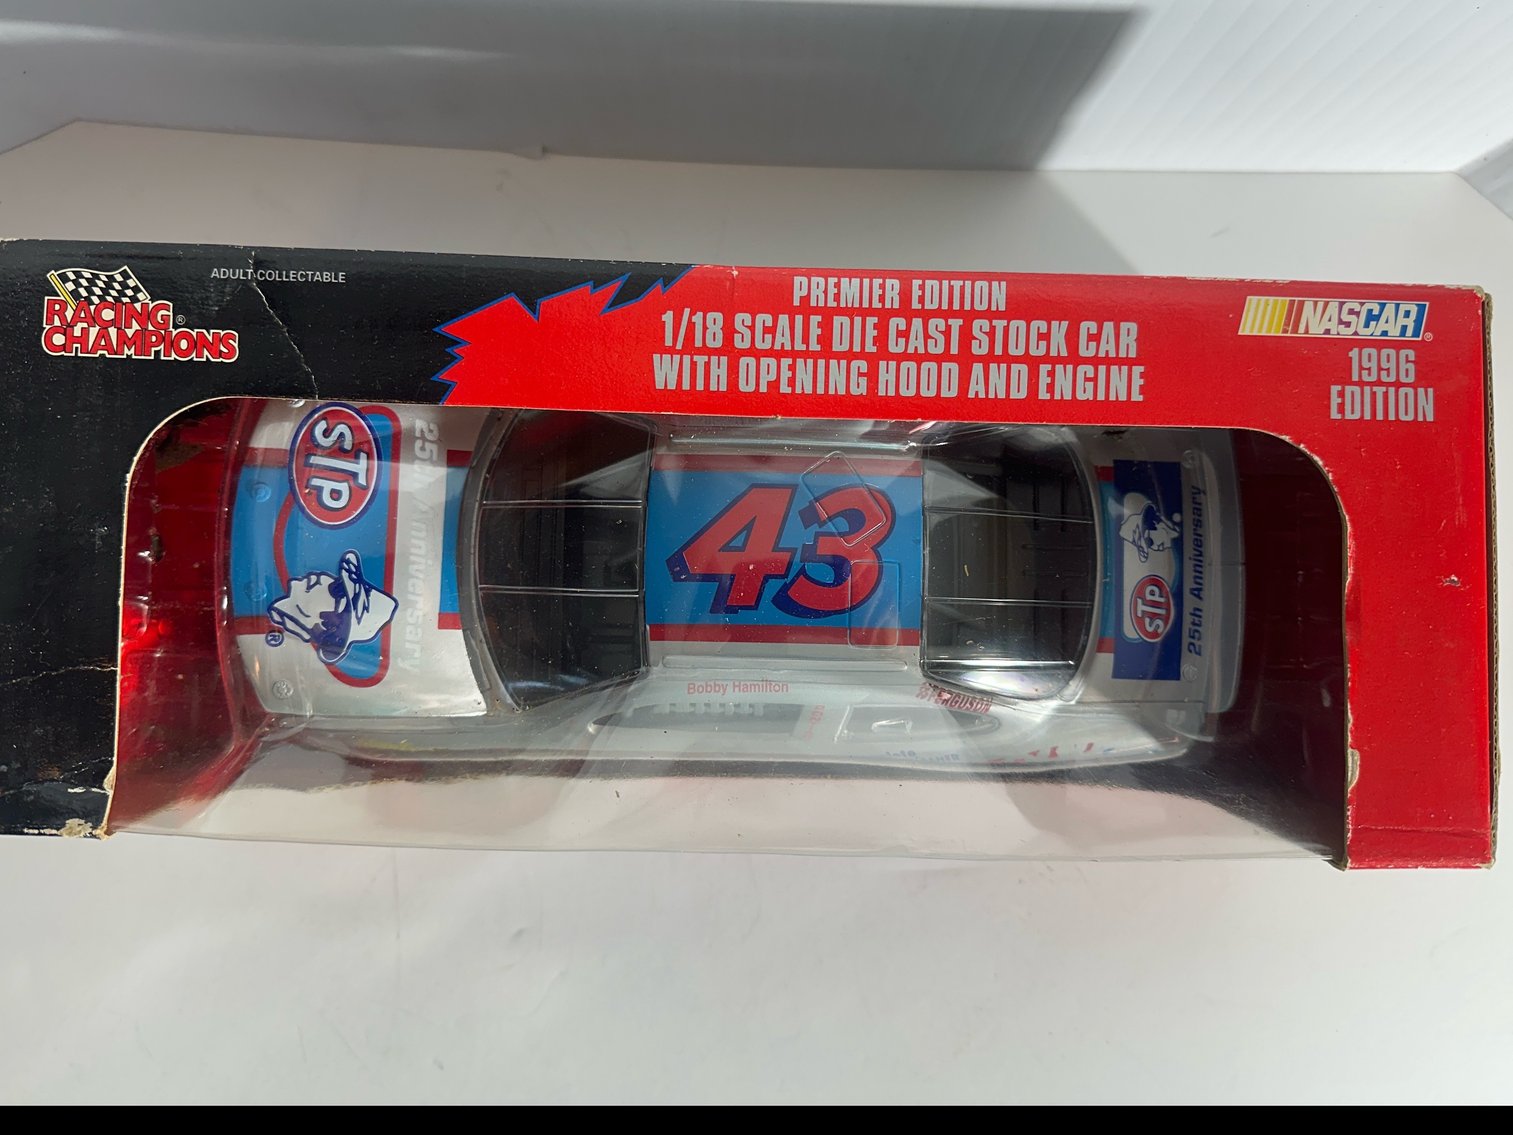 RACING®
CHAMPIONS
ADULT COLLECTABLE
PREMIER EDITION
1/18 SCALE DIE CAST STOCK CAR
WITH OPENING HOOD AND ENGINE
NASCAR®
1996
EDITION
STP
®
25th Anniversary
43
Bobby Hamilton
FERGUSON
STP
25th Anniversary